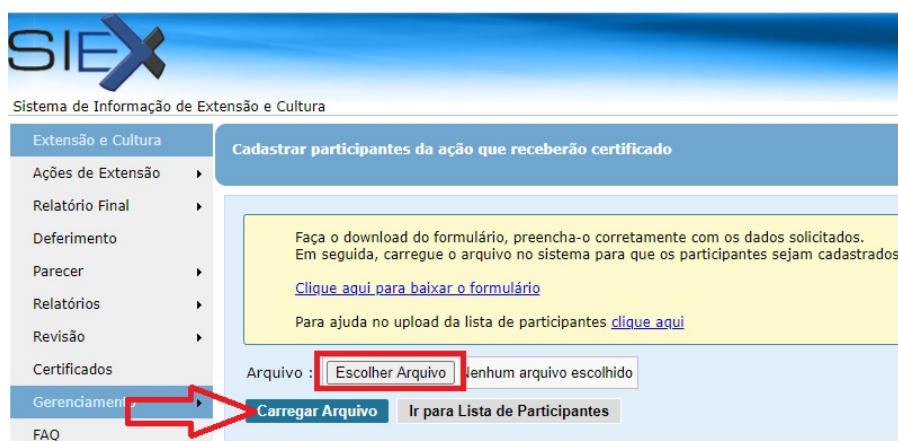 SIEX
Sistema de Informação de Extensão e Cultura
Extensão e Cultura
Ações de Extensão
Relatório Final
Deferimento
Parecer
Relatórios
Revisão
Certificados
Gerenciamento
FAQ
Cadastrar participantes da ação que receberão certificado
Faça o download do formulário, preencha-o corretamente com os dados solicitados.
Em seguida, carregue o arquivo no sistema para que os participantes sejam cadastrados
Clique aqui para baixar o formulário
Para ajuda no upload da lista de participantes clique aqui
Arquivo : Escolher Arquivo Nenhum arquivo escolhido
Carregar Arquivo Ir para Lista de Participantes